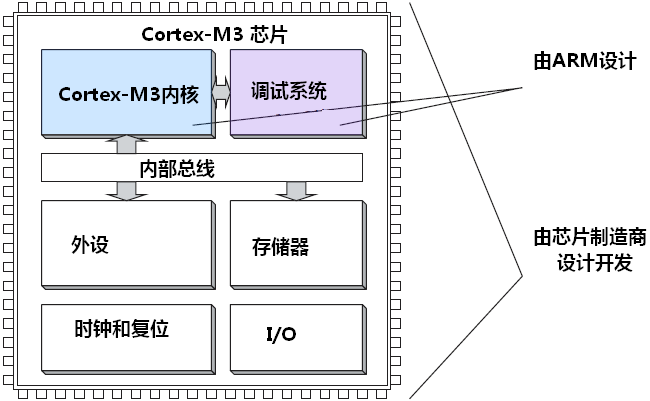 Cortex-M3 芯片
Cortex-M3内核
调试系统
由ARM设计
内部总线
外设
存储器
由芯片制造商
设计开发
时钟和复位
I/O